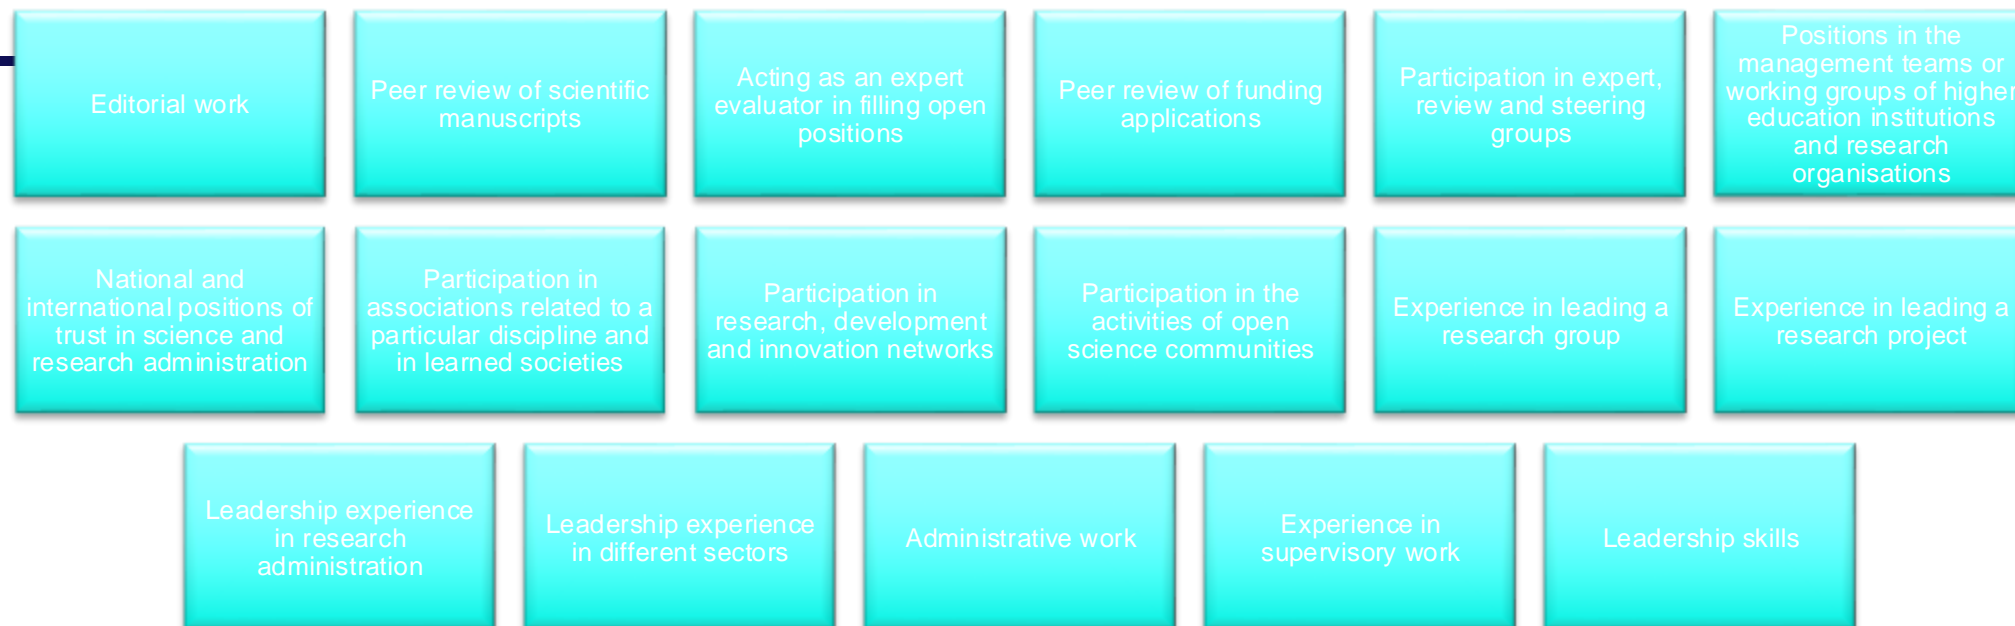 Editorial work
Peer review of scientific
manuscripts
Acting as an expert
evaluator in filling open
positions
Peer review of funding
applications
Participation in expert,
review and steering
groups
Positions in the
management teams or
working groups of higher
education institutions
and research
organisations
National and
international positions of
trust in science and
research administration
Participation in
associations related to a
particular discipline and
in learned societies
Participation in
research, development
and innovation networks
Participation in the
activities of open
science communities
Experience in leading a
research group
Experience in leading a
research project
Leadership experience
in research
administration
Leadership experience
in different sectors
Administrative work
Experience in
supervisory work
Leadership skills